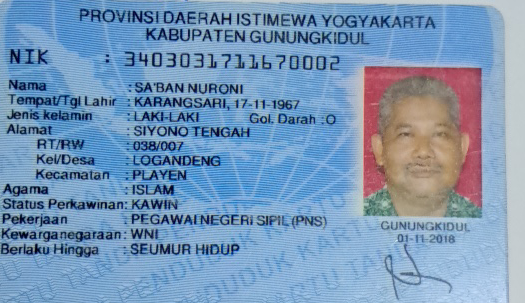 PROVINSI DAERAH ISTIMEWA YOGYAKARTA
KABUPATEN GUNUNGKIDUL
NIK : 3403031711670002
Nama : SA'BAN NURONI
Tempat/Tgl Lahir : KARANGSARI, 17-11-1967
Jenis kelamin : LAKI-LAKI Gol. Darah : O
Alamat : SIYONO TENGAH
RT/RW : 038/007
Kel/Desa : LOGANDENG
Kecamatan : PLAYEN
Agama : ISLAM
Status Perkawinan: KAWIN
Pekerjaan : PEGAWAI NEGERI SIPIL (PNS)
Kewarganegaraan: WNI
Berlaku Hingga : SEUMUR HIDUP
GUNUNGKIDUL
01-11-2018